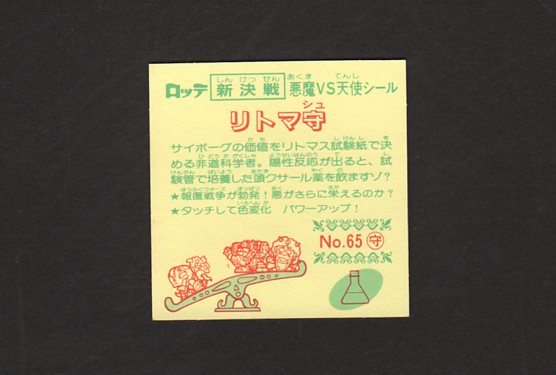 ロッテ 新決戦 悪魔VS天使シール
リトマ守
サイボーグの価値をリトマス試験紙で決
める非道科学者。陽性反応が出ると、試
験管で培養した頭クサール薬を飲ますゾ？
★報復戦争が勃発！悪がさらに栄えるのか？
★タッチして色変化 パワーアップ！
No.65 守